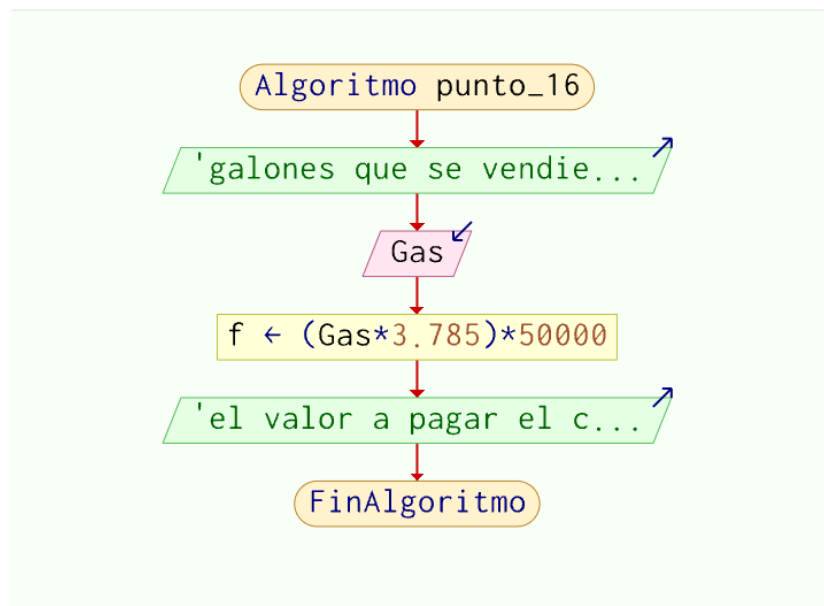 Algoritmo punto_16
'galones que se vendie...
Gas
f ← (Gas*3.785)*50000
'el valor a pagar el c...
FinAlgoritmo